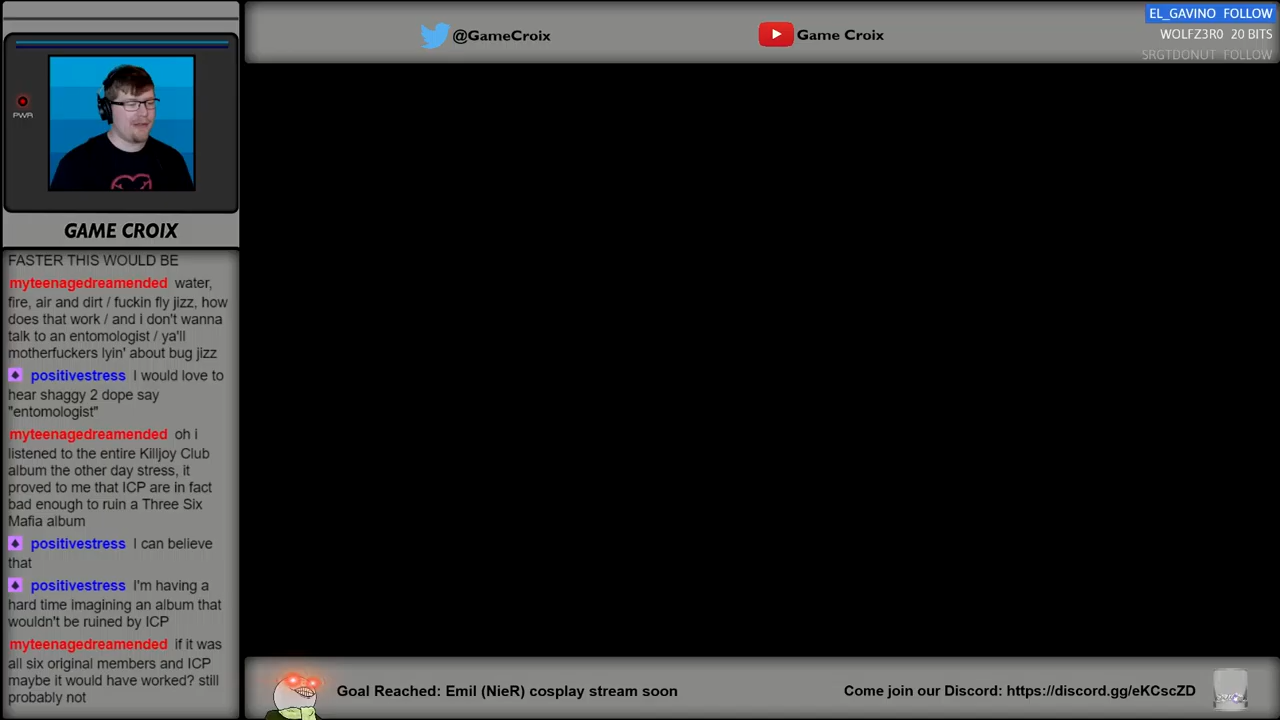 EL_GAVINO FOLLOW
@GameCroix
Game Croix
WOLFZ3R0 20 BITS
SRGTDONUT FOLLOW
PWR
GAME CROIX
FASTER THIS WOULD BE
myteenagedreamended water,
fire, air and dirt / fuckin fly jizz, how
does that work / and i don't wanna
talk to an entomologist / ya'll
motherfuckers lyin' about bug jizz
positivestress I would love to
hear shaggy 2 dope say
"entomologist"
myteenagedreamended oh i
listened to the entire Killjoy Club
album the other day stress, it
proved to me that ICP are in fact
bad enough to ruin a Three Six
Mafia album
positivestress I can believe
that
positivestress I'm having a
hard time imagining an album that
wouldn't be ruined by ICP
myteenagedreamended if it was
all six original members and ICP
maybe it would have worked? still
probably not
Goal Reached: Emil (NieR) cosplay stream soon
Come join our Discord: https://discord.gg/eKCscZD